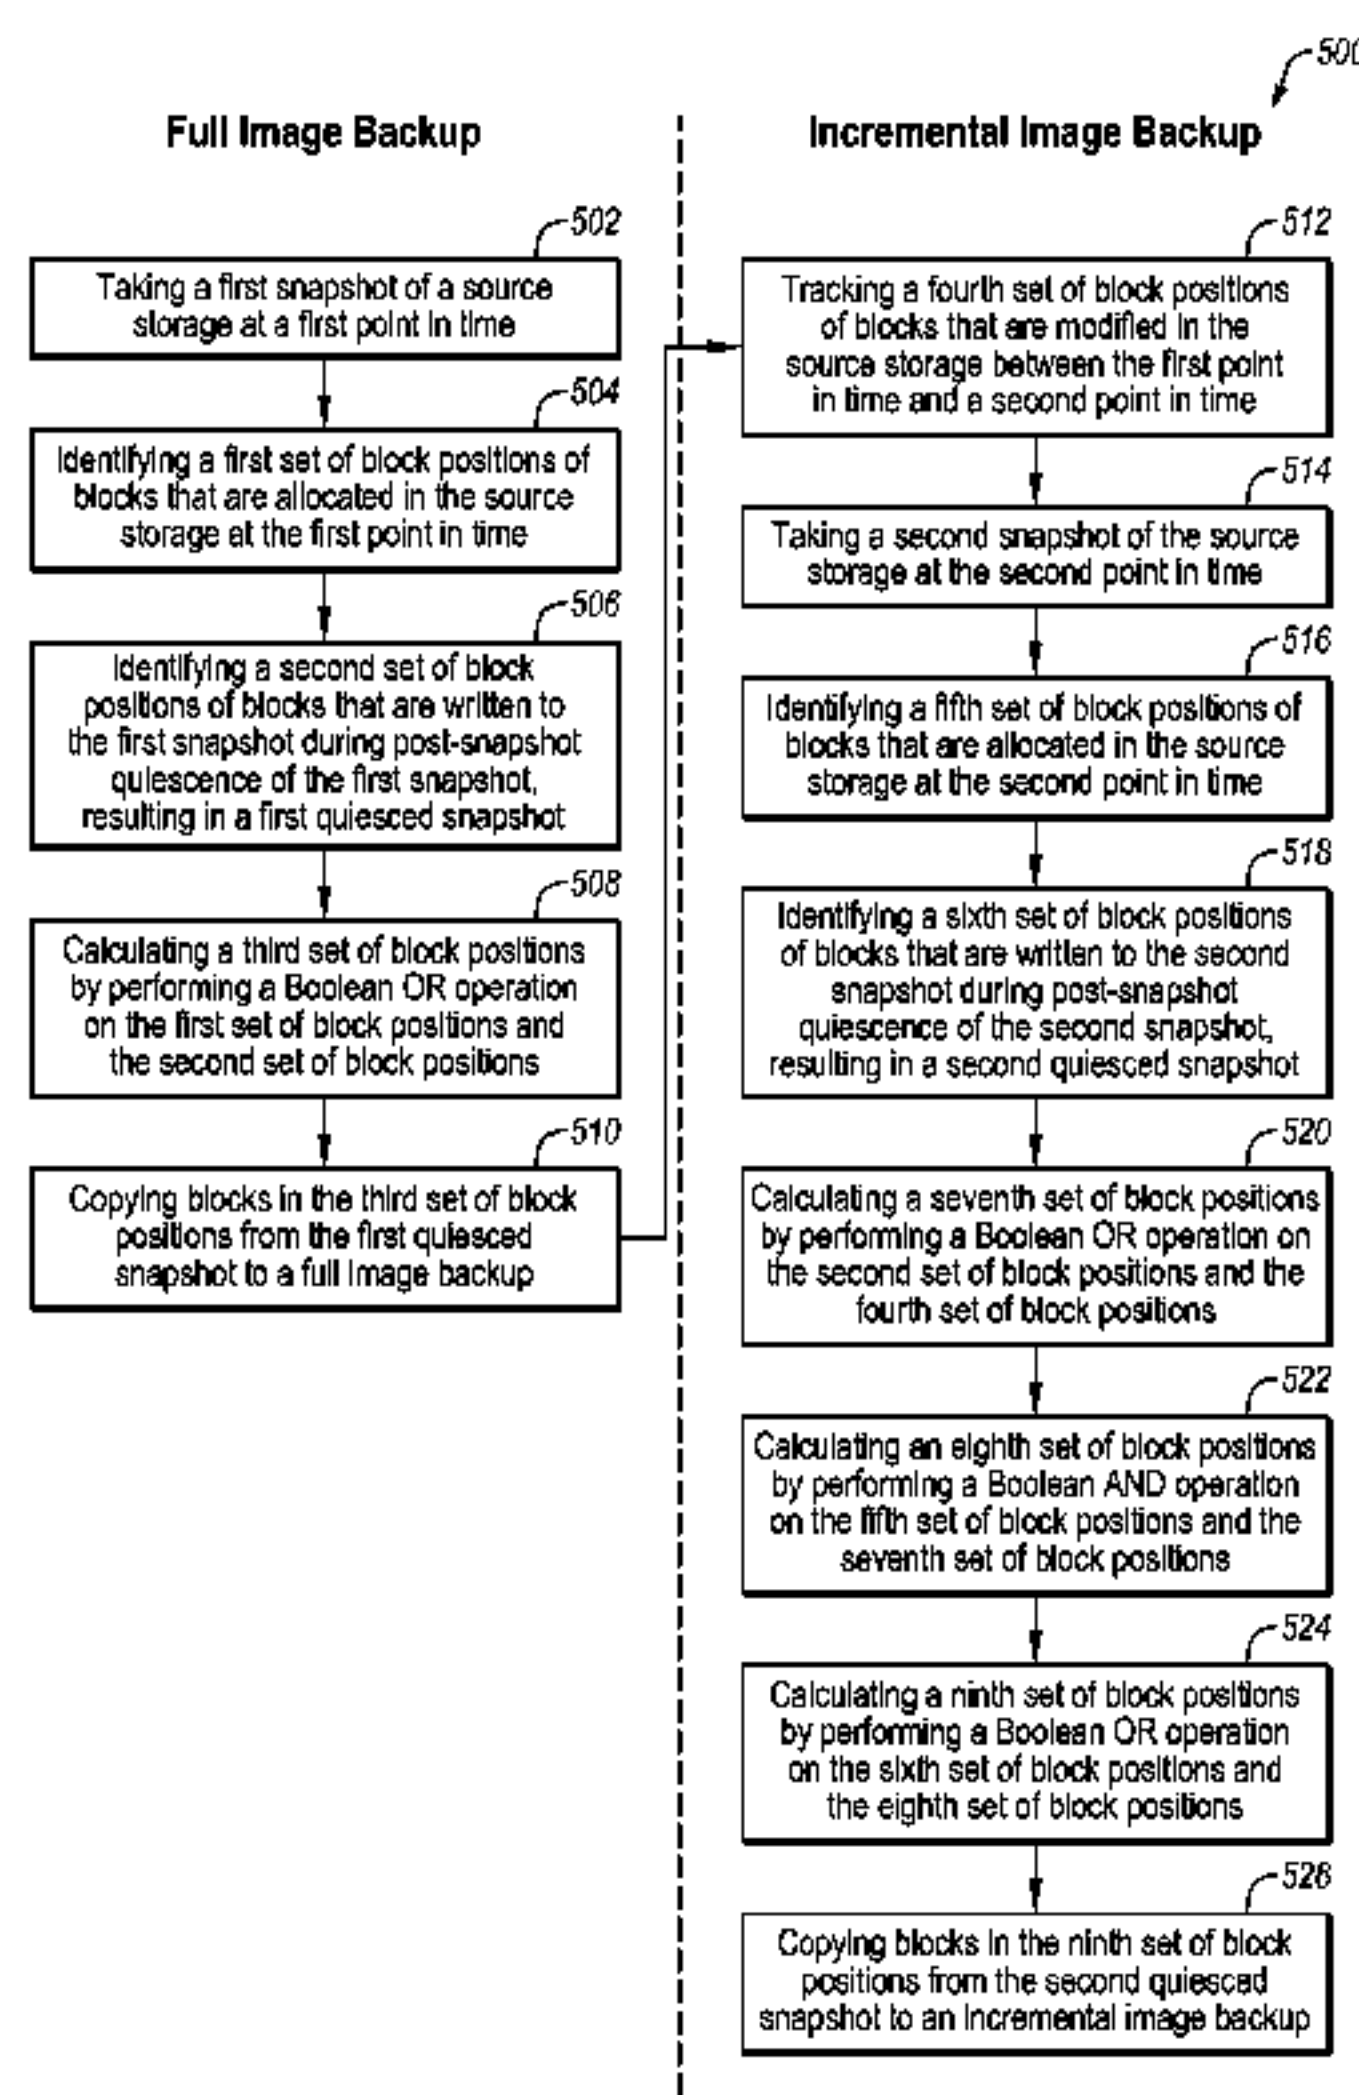 500
Full Image Backup
502
Taking a first snapshot of a source
storage at a first point in time
504
Identifying a first set of block positions of
blocks that are allocated in the source
storage at the first point in time
506
Identifying a second set of block
positions of blocks that are written to
the first snapshot during post-snapshot
quiescence of the first snapshot,
resulting in a first quiesced snapshot
508
Calculating a third set of block positions
by performing a Boolean OR operation
on the first set of block positions and
the second set of block positions
510
Copying blocks in the third set of block
positions from the first quiesced
snapshot to a full image backup
Incremental Image Backup
512
Tracking a fourth set of block positions
of blocks that are modified in the
source storage between the first point
in time and a second point in time
514
Taking a second snapshot of the source
storage at the second point in time
516
Identifying a fifth set of block positions of
blocks that are allocated in the source
storage at the second point in time
518
Identifying a sixth set of block positions
of blocks that are written to the second
snapshot during post-snapshot
quiescence of the second snapshot,
resulting in a second quiesced snapshot
520
Calculating a seventh set of block positions
by performing a Boolean OR operation on
the second set of block positions and the
fourth set of block positions
522
Calculating an eighth set of block positions
by performing a Boolean AND operation
on the fifth set of block positions and the
seventh set of block positions
524
Calculating a ninth set of block positions
by performing a Boolean OR operation
on the sixth set of block positions and
the eighth set of block positions
526
Copying blocks in the ninth set of block
positions from the second quiesced
snapshot to an incremental image backup